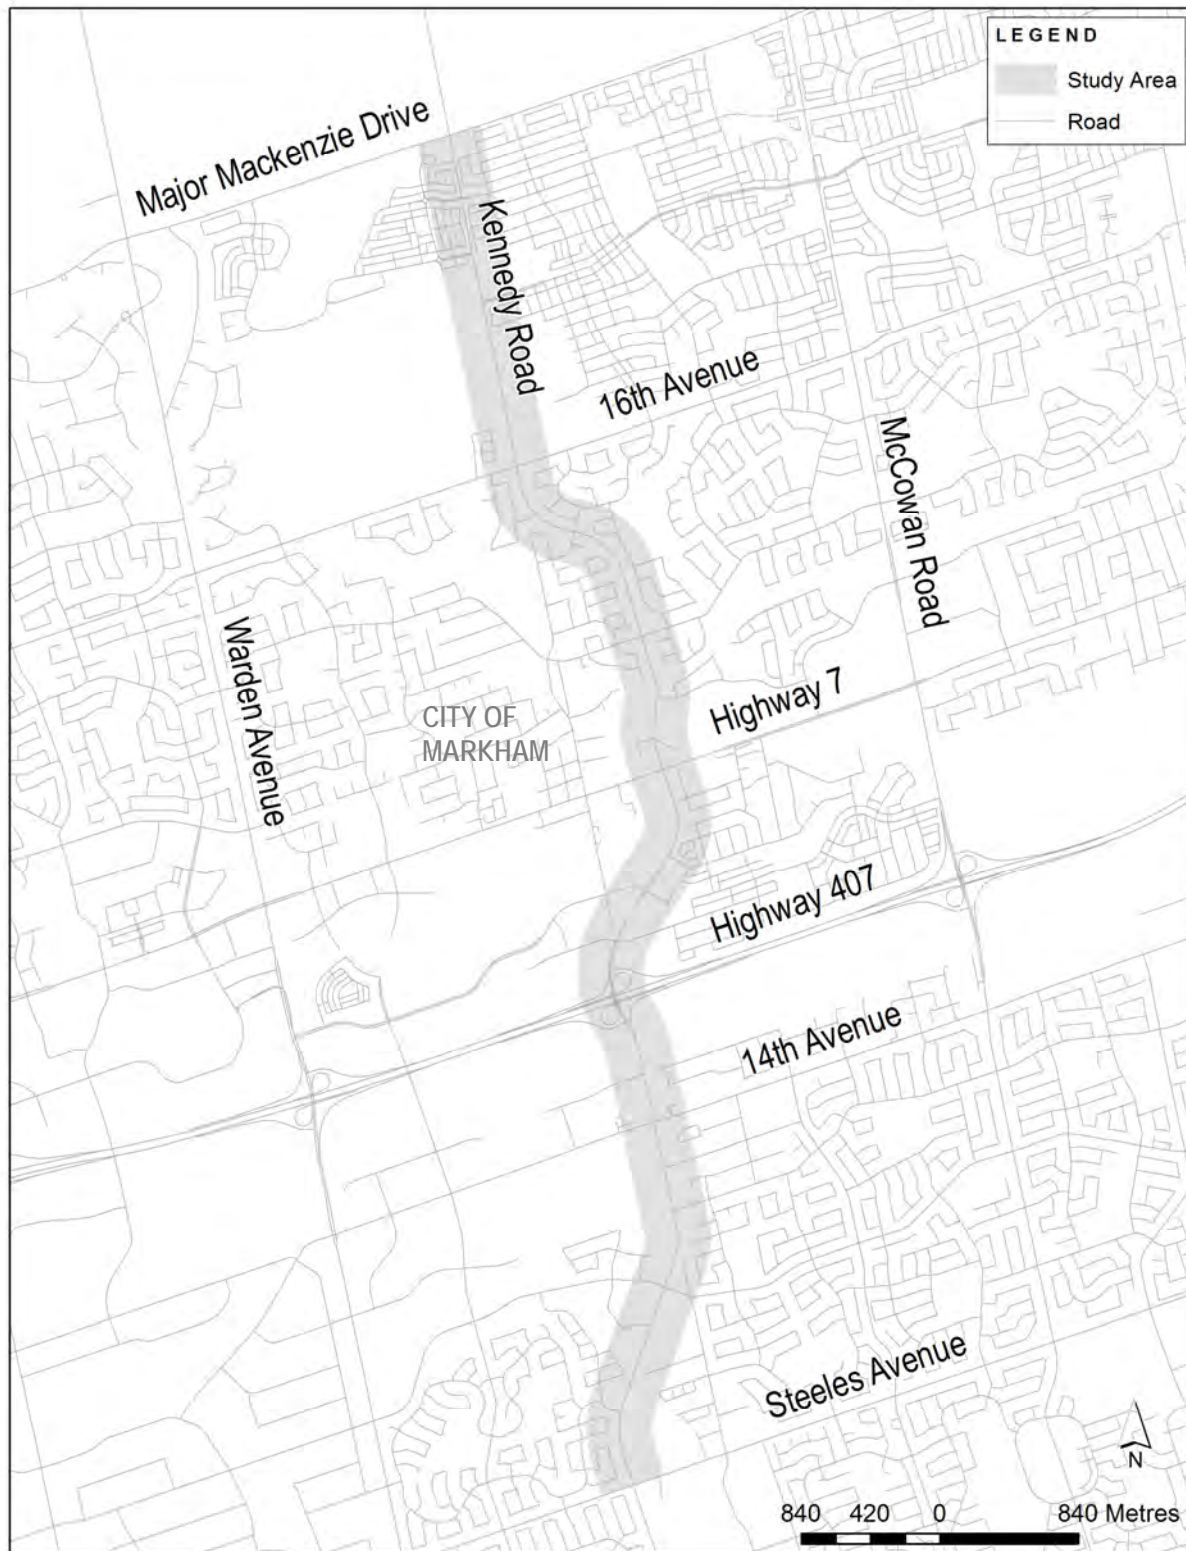 LEGEND
Study Area
Road
Major Mackenzie Drive
Kennedy Road
16th Avenue
McCowan Road
Warden Avenue
CITY OF
MARKHAM
Highway 7
Highway 407
14th Avenue
Steeles Avenue
N
840 420 0 840 Metres